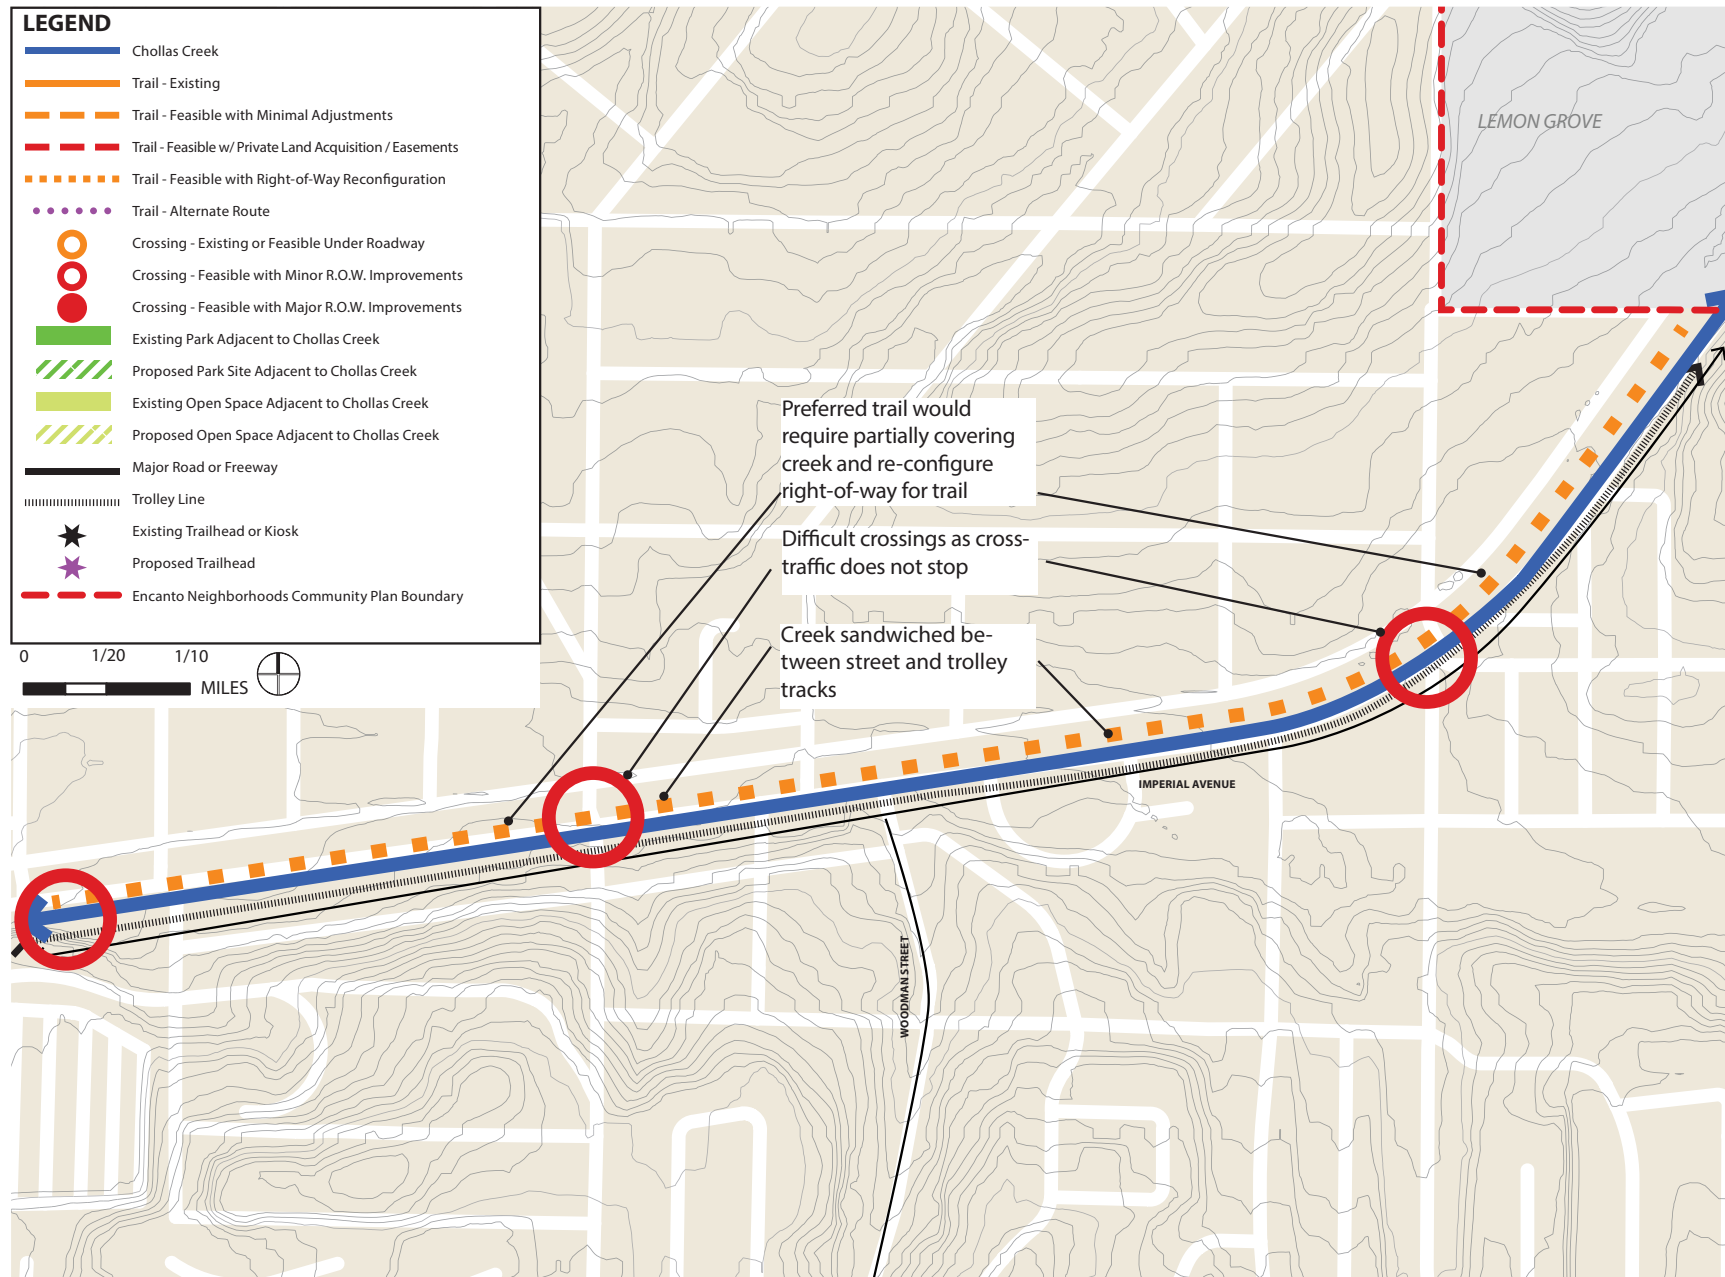 LEGEND
Chollas Creek
Trail - Existing
Trail - Feasible with Minimal Adjustments
Trail - Feasible w/ Private Land Acquisition / Easements
Trail - Feasible with Right-of-Way Reconfiguration
Trail - Alternate Route
Crossing - Existing or Feasible Under Roadway
Crossing - Feasible with Minor R.O.W. Improvements
Crossing - Feasible with Major R.O.W. Improvements
Existing Park Adjacent to Chollas Creek
Proposed Park Site Adjacent to Chollas Creek
Existing Open Space Adjacent to Chollas Creek
Proposed Open Space Adjacent to Chollas Creek
Major Road or Freeway
Trolley Line
Existing Trailhead or Kiosk
Proposed Trailhead
Encanto Neighborhoods Community Plan Boundary
0 1/20 1/10
MILES
LEMON GROVE
Preferred trail would
require partially covering
creek and re-configure
right-of-way for trail
Difficult crossings as cross-
traffic does not stop
Creek sandwiched be-
tween street and trolley
tracks
IMPERIAL AVENUE
WOODMAN STREET